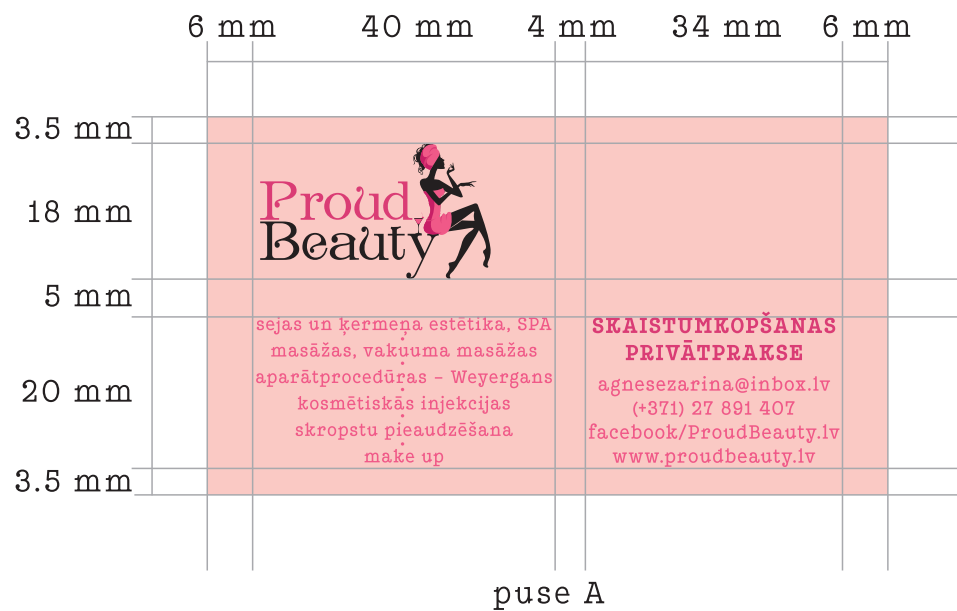 6 mm 40 mm 4 mm 34 mm 6 mm
3.5 mm
18 mm
5 mm
20 mm
3.5 mm
Proud
Beauty
sejas un ķermeņa estētika, SPA
masāžas, vakuuma masāžas
aparātprocedūras - Weyergans
kosmētiskās injekcijas
skropstu pieaudzēšana
make up
SKAISTUMKOPŠANAS
PRIVĀTPRAKSE
agnesezarina@inbox.lv
(+371) 27 891 407
facebook/ProudBeauty.lv
www.proudbeauty.lv
puse A